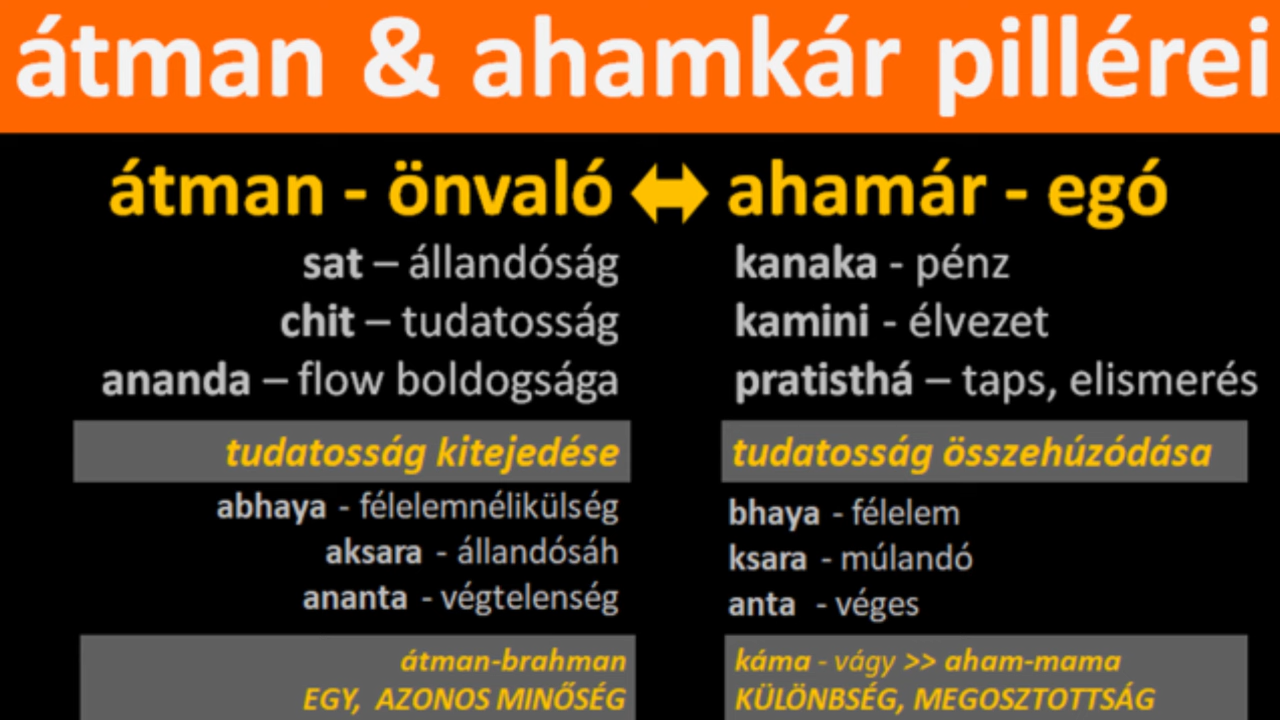 átman & ahamkár pillérei
átman - önvaló ⬌ ahamár - egó
sat – állandóság
chit – tudatosság
ananda – flow boldogsága
tudatosság kitejedése
abhaya - félelemnélikülség
aksara - állandósáh
ananta - végtelenség
átman-brahman
EGY, AZONOS MINŐSÉG
kanaka - pénz
kamini - élvezet
pratisthá – taps, elismerés
tudatosság összehúzódása
bhaya - félelem
ksara - múlandó
anta - véges
káma - vágy >> aham-mama
KÜLÖNBSÉG, MEGOSZTOTTSÁG